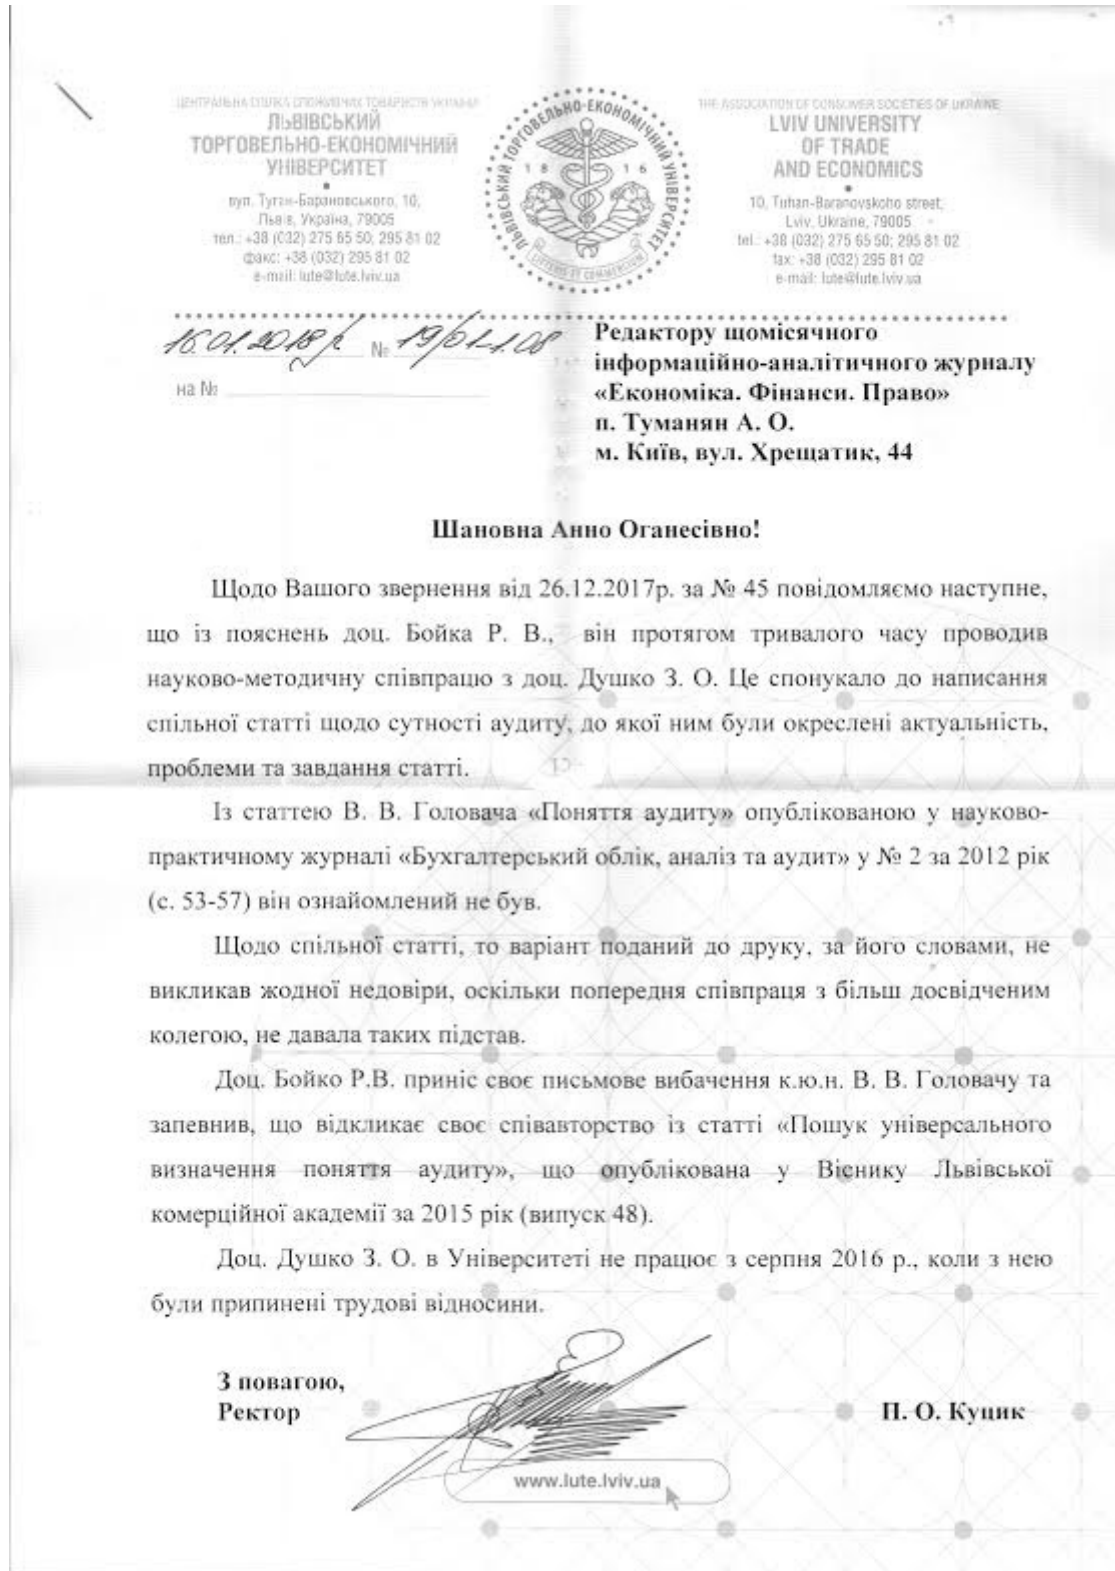 ЦЕНТРАЛЬНА СПІЛКА СПОЖИВЧИХ ТОВАРИСТВ УКРАЇНИ
ЛЬВІВСЬКИЙ
ТОРГОВЕЛЬНО-ЕКОНОМІЧНИЙ
УНІВЕРСИТЕТ
вул. Туган-Барановського, 10,
Львів, Україна, 79005
тел.: +38 (032) 275 65 50; 295 81 02
факс: +38 (032) 295 81 02
e-mail: lute@lute.lviv.ua
ЛЬВІВСЬКИЙ ТОРГОВЕЛЬНО-ЕКОНОМІЧНИЙ УНІВЕРСИТЕТ
1816
LITTERIS ET COMMERCIUM
THE ASSOCIATION OF CONSUMER SOCIETIES OF UKRAINE
LVIV UNIVERSITY
OF TRADE
AND ECONOMICS
10, Tuhan-Baranovskoho street,
Lviv, Ukraine, 79005
tel.: +38 (032) 275 65 50; 295 81 02
fax: +38 (032) 295 81 02
e-mail: lute@lute.lviv.ua
16.01.2018р № 19/01-1.08
на №
Редактору щомісячного
інформаційно-аналітичного журналу
«Економіка. Фінанси. Право»
п. Туманян А. О.
м. Київ, вул. Хрещатик, 44
Шановна Анно Оганесівно!
Щодо Вашого звернення від 26.12.2017р. за № 45 повідомляємо наступне,
що із пояснень доц. Бойка Р. В., він протягом тривалого часу проводив
науково-методичну співпрацю з доц. Душко З. О. Це спонукало до написання
спільної статті щодо сутності аудиту, до якої ним були окреслені актуальність,
проблеми та завдання статті.
Із статтею В. В. Головача «Поняття аудиту» опублікованою у науково-
практичному журналі «Бухгалтерський облік, аналіз та аудит» у № 2 за 2012 рік
(с. 53-57) він ознайомлений не був.
Щодо спільної статті, то варіант поданий до друку, за його словами, не
викликав жодної недовіри, оскільки попередня співпраця з більш досвідченим
колегою, не давала таких підстав.
Доц. Бойко Р.В. приніс своє письмове вибачення к.ю.н. В. В. Головачу та
запевнив, що відкликає своє співавторство із статті «Пошук універсального
визначення поняття аудиту», що опублікована у Віснику Львівської
комерційної академії за 2015 рік (випуск 48).
Доц. Душко З. О. в Університеті не працює з серпня 2016 р., коли з нею
були припинені трудові відносини.
З повагою,
Ректор П. О. Куцик
www.lute.lviv.ua